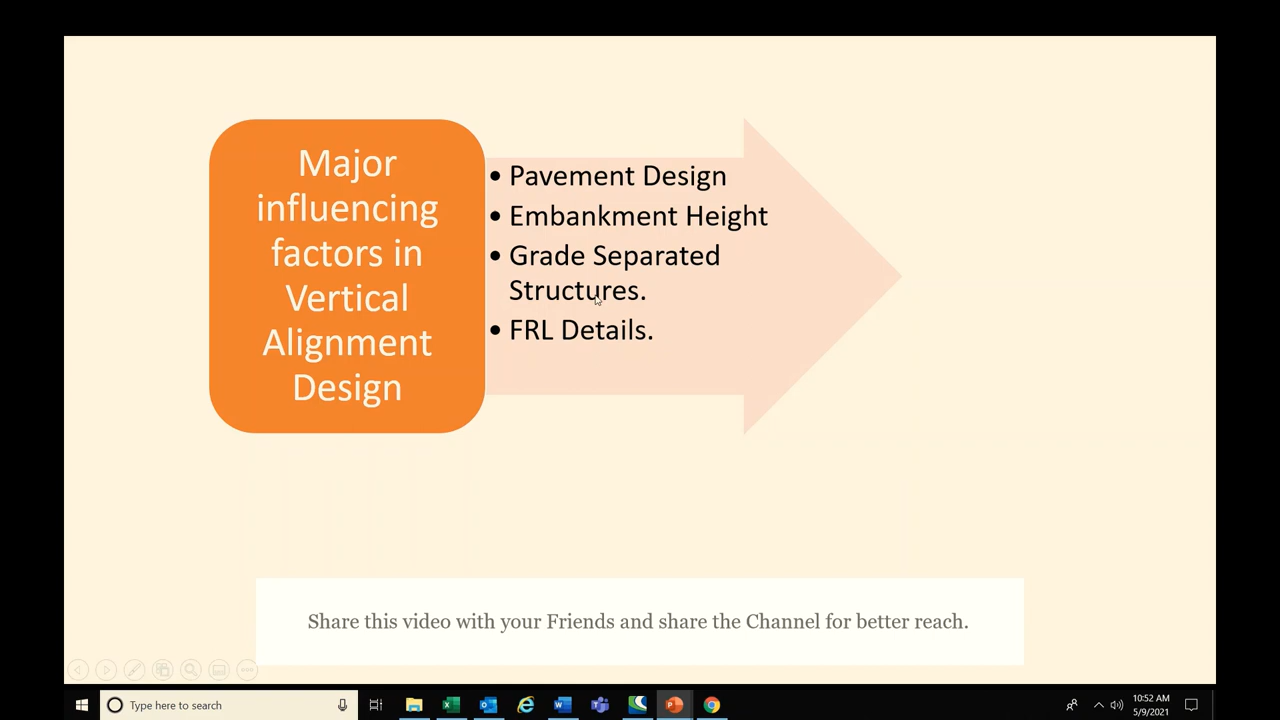 Major
influencing
factors in
Vertical
Alignment
Design
• Pavement Design
• Embankment Height
• Grade Separated
Structures.
• FRL Details.
Share this video with your Friends and share the Channel for better reach.
Type here to search
10:52 AM
5/9/2021